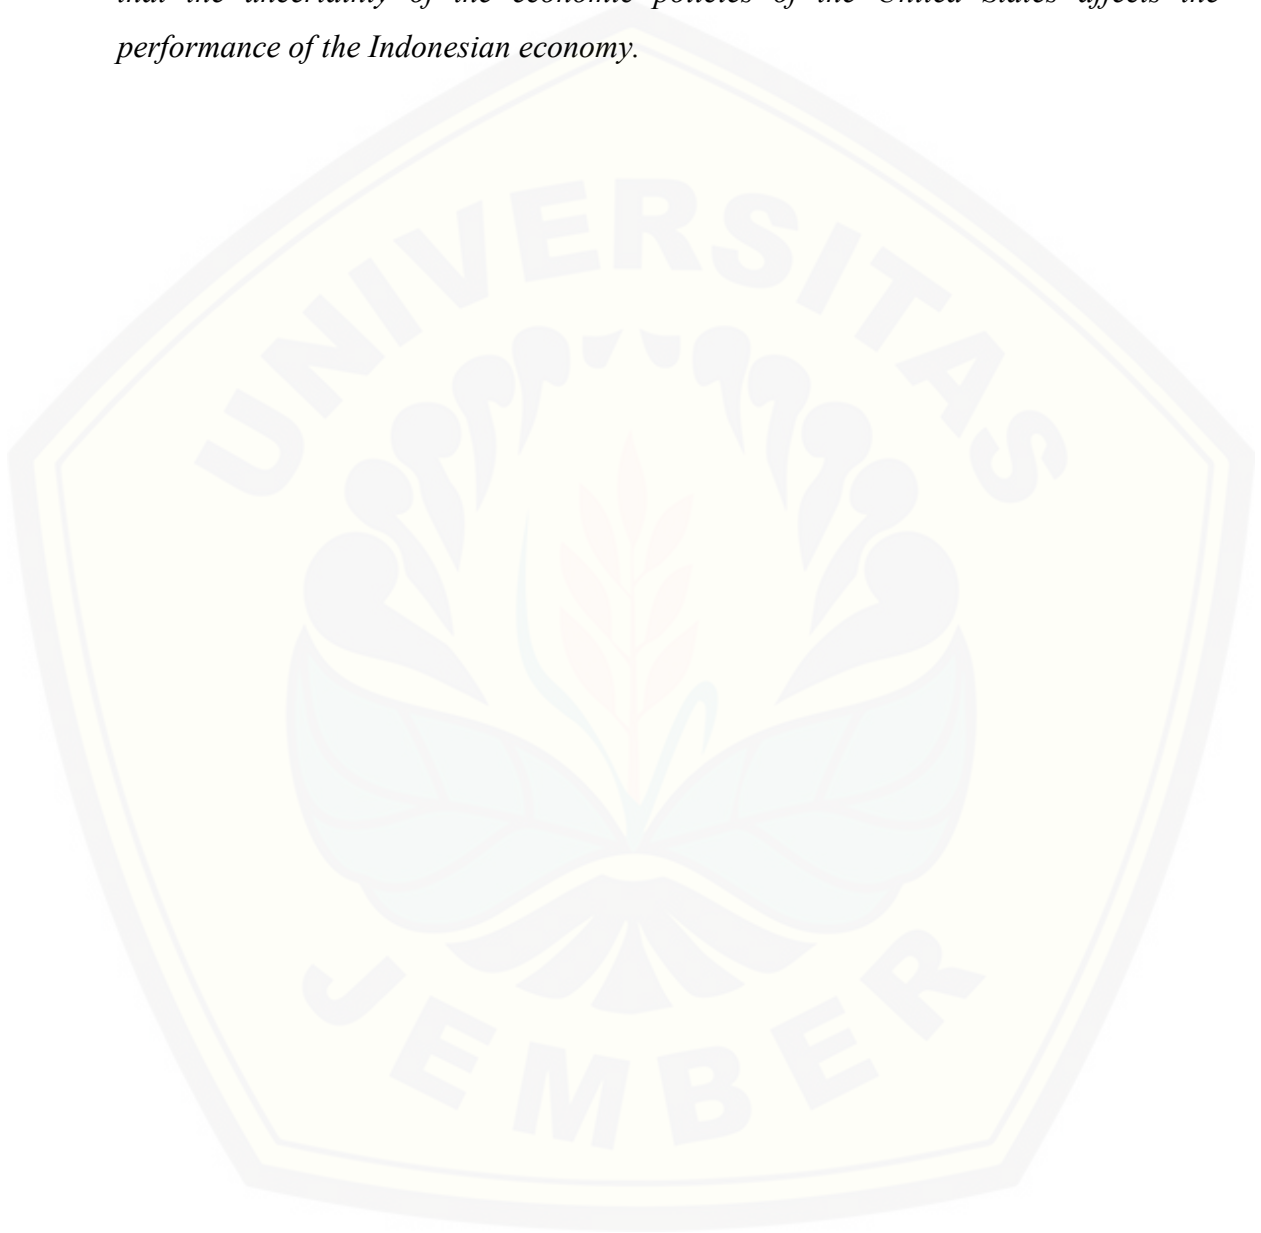 that the uncertainty of the economic policies of the United States affects the
performance of the Indonesian economy.
UNIVERSITAS
JEMBER